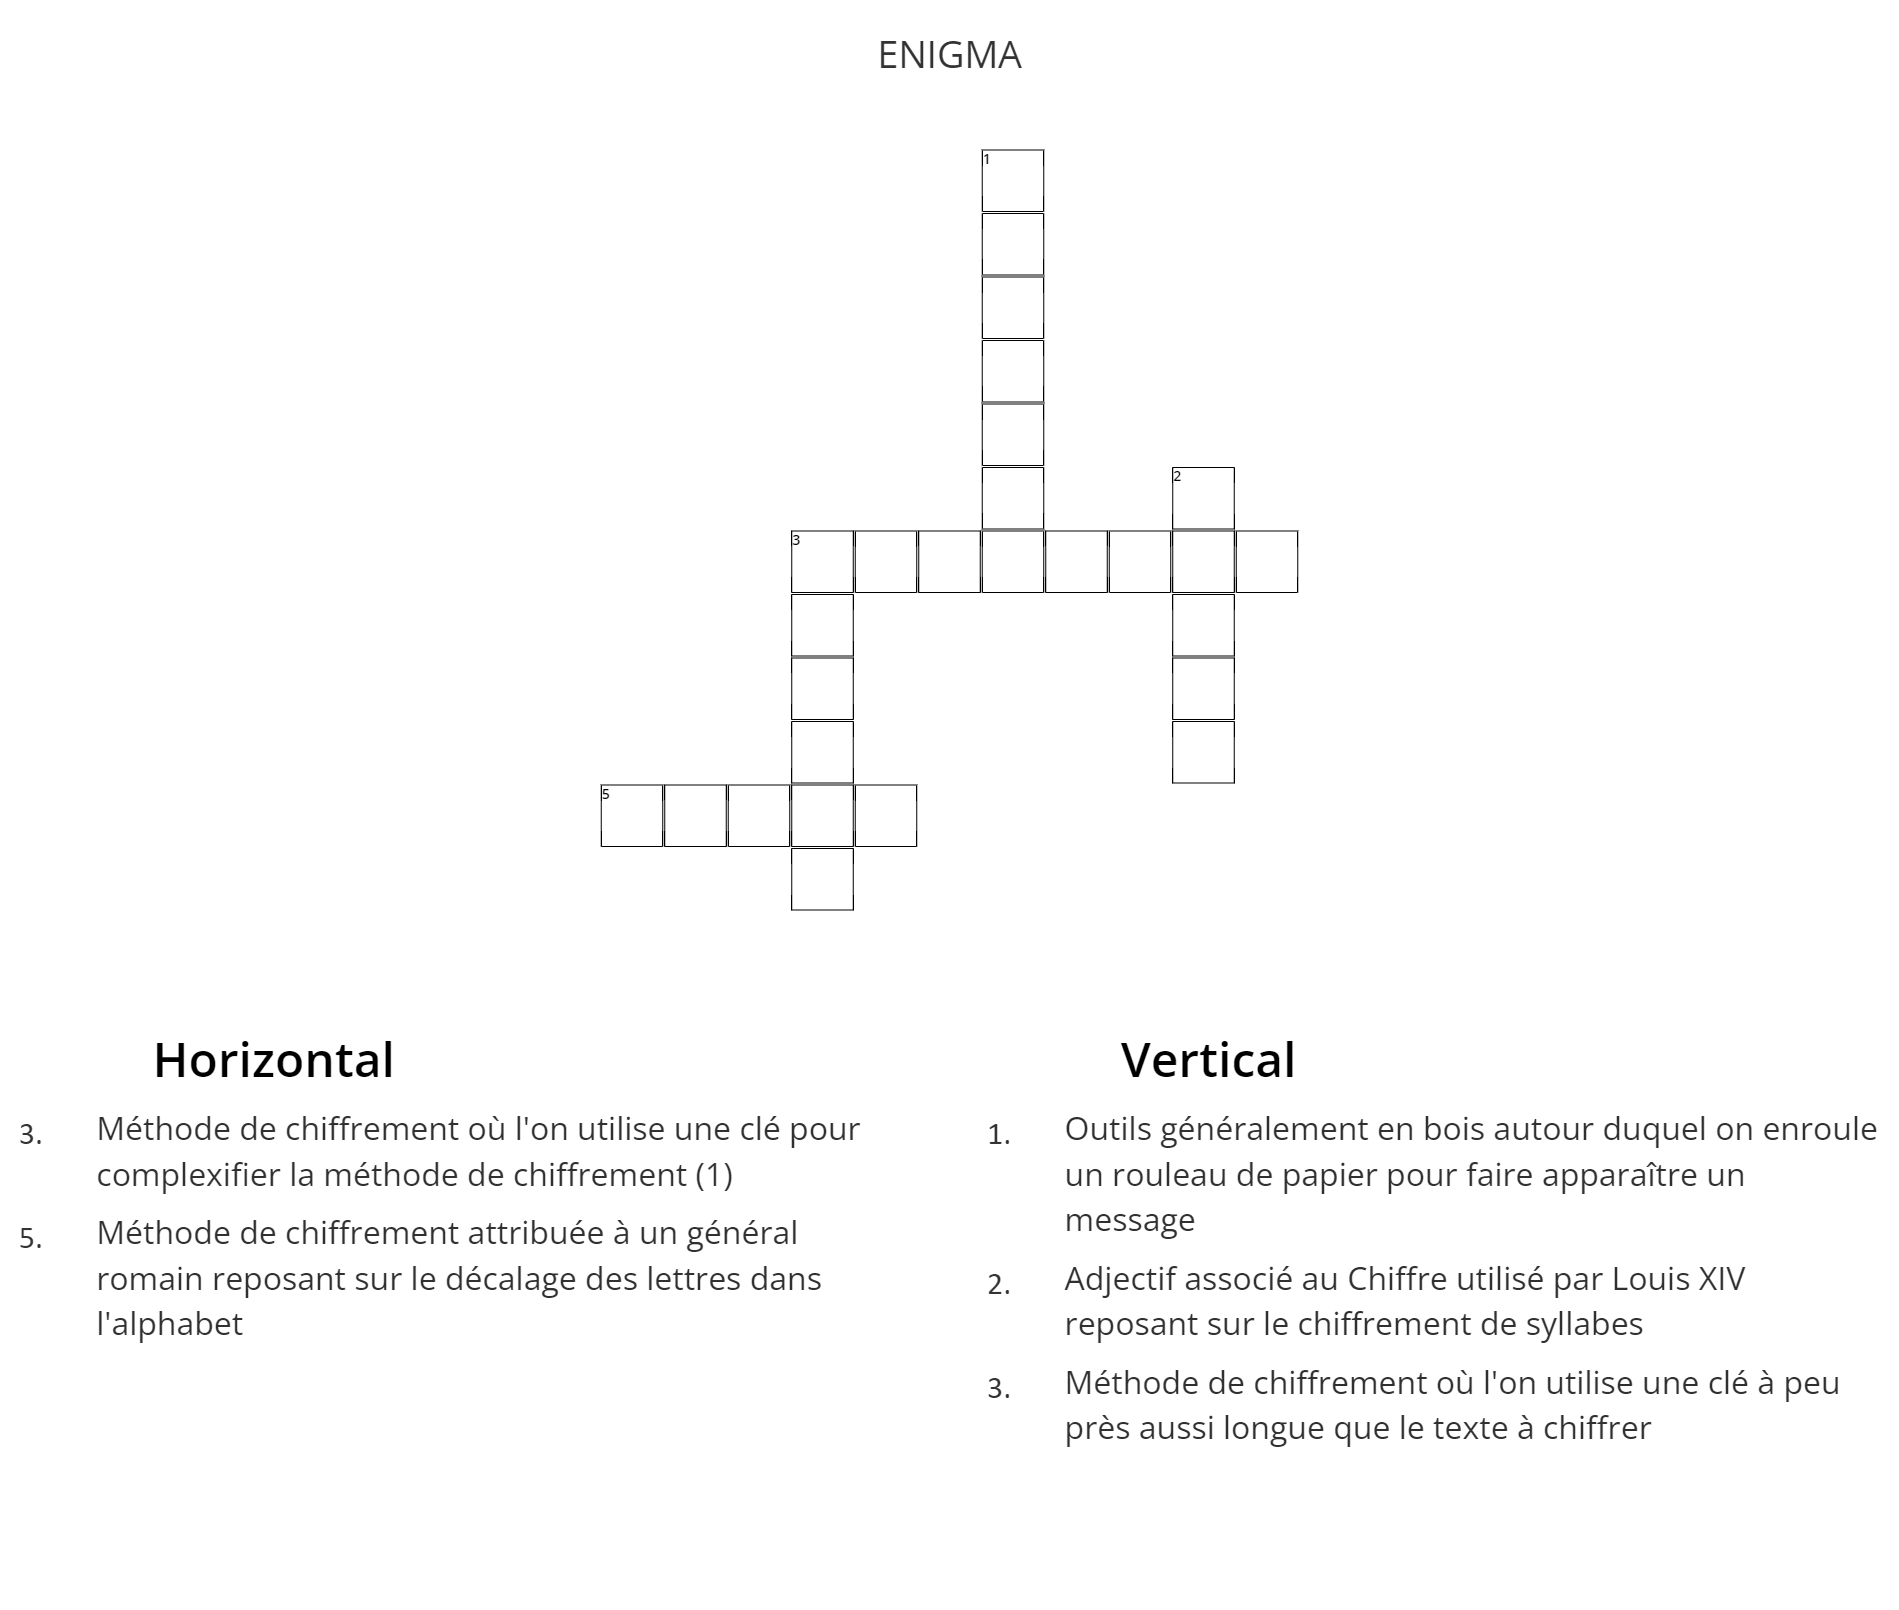 ENIGMA
1
2
3
5
Horizontal
3. Méthode de chiffrement où l'on utilise une clé pour
complexifier la méthode de chiffrement (1)
5. Méthode de chiffrement attribuée à un général
romain reposant sur le décalage des lettres dans
l'alphabet
Vertical
1. Outils généralement en bois autour duquel on enroule
un rouleau de papier pour faire apparaître un
message
2. Adjectif associé au Chiffre utilisé par Louis XIV
reposant sur le chiffrement de syllabes
3. Méthode de chiffrement où l'on utilise une clé à peu
près aussi longue que le texte à chiffrer